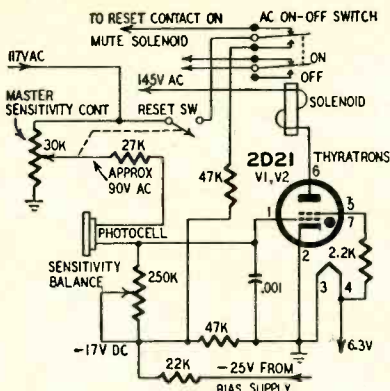 TO RESET CONTACT ON
MUTE SOLENOID
AC ON-OFF SWITCH
117VAC
ON
OFF
145V AC
MASTER
SENSITIVITY CONT
RESET SW
SOLENOID
30K
27K
APPROX
90V AC
47K
2D21
V1,V2
6
THYRATRONS
1
5
7
PHOTOCELL
2
2.2K
SENSITIVITY
BALANCE
250K
.001
3
4
-17V DC
47K
6.3V
22K
-25V FROM
BIAS SUPPLY